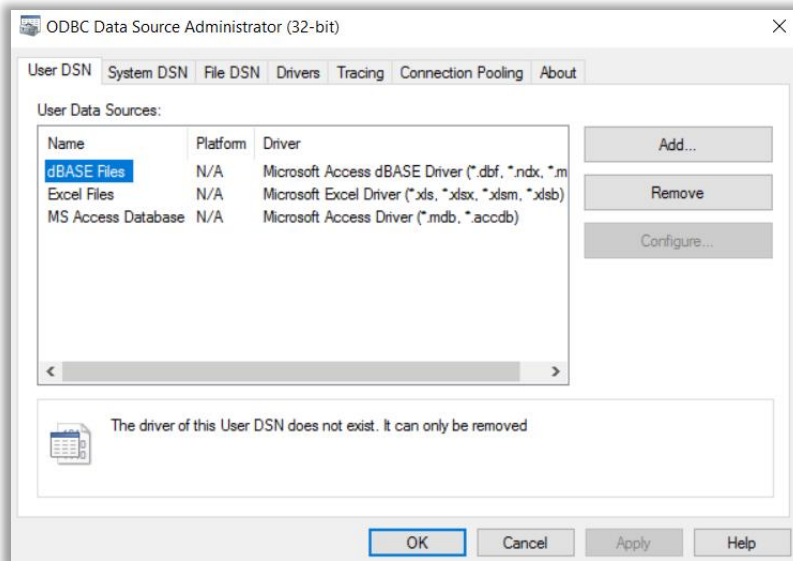 ODBC Data Source Administrator (32-bit)
User DSN System DSN File DSN Drivers Tracing Connection Pooling About
User Data Sources:
Name Platform Driver
dBASE Files N/A Microsoft Access dBASE Driver (*.dbf, *.ndx, *.m
Excel Files N/A Microsoft Excel Driver (*.xls, *.xlsx, *.xlsm, *.xlsb)
MS Access Database N/A Microsoft Access Driver (*.mdb, *.accdb)
Add...
Remove
Configure...
The driver of this User DSN does not exist. It can only be removed
OK Cancel Apply Help